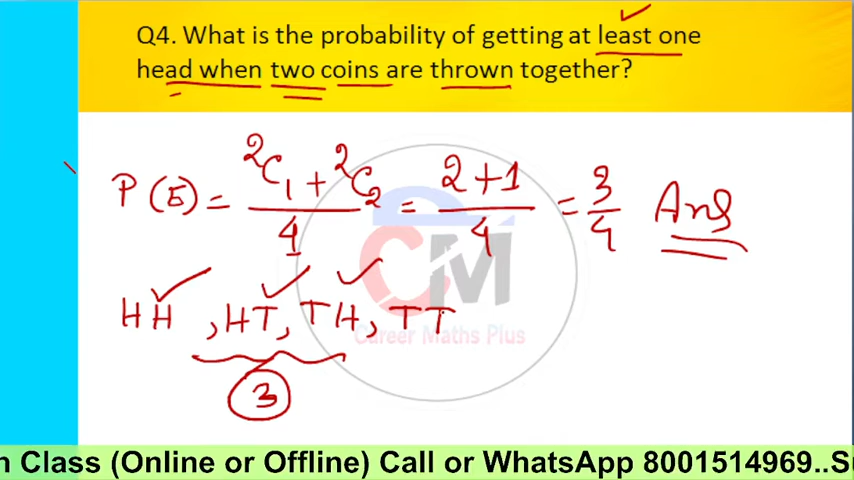 Q4. What is the probability of getting at least one
head when two coins are thrown together?
P(E) = ²C₁ + ²C₂ / 4 = 2+1 / 4 = 3/4 Ans
HH, HT, TH, TT
3
CM
Career Maths Plus
n Class (Online or Offline) Call or WhatsApp 8001514969..Su